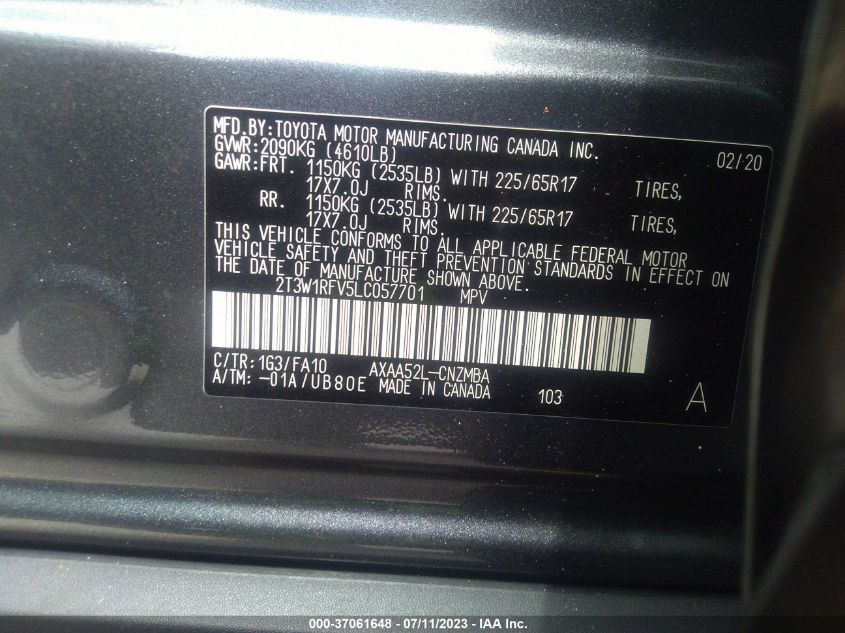 MFD.BY:TOYOTA MOTOR MANUFACTURING CANADA INC. 02/20
GVWR:2090KG (4610LB)
GAWR:FRT. 1150KG (2535LB) WITH 225/65R17 TIRES,
17X7.0J RIMS.
RR. 1150KG (2535LB) WITH 225/65R17 TIRES,
17X7.0J RIMS.
THIS VEHICLE CONFORMS TO ALL APPLICABLE FEDERAL MOTOR
VEHICLE SAFETY AND THEFT PREVENTION STANDARDS IN EFFECT ON
THE DATE OF MANUFACTURE SHOWN ABOVE.
2T3W1RFV5LC057701 MPV
C/TR:1G3/FA10 AXAA52L-CNZMBA
A/TM:-01A/UB80E MADE IN CANADA 103 A
000-37061648 - 07/11/2023 - IAA Inc.